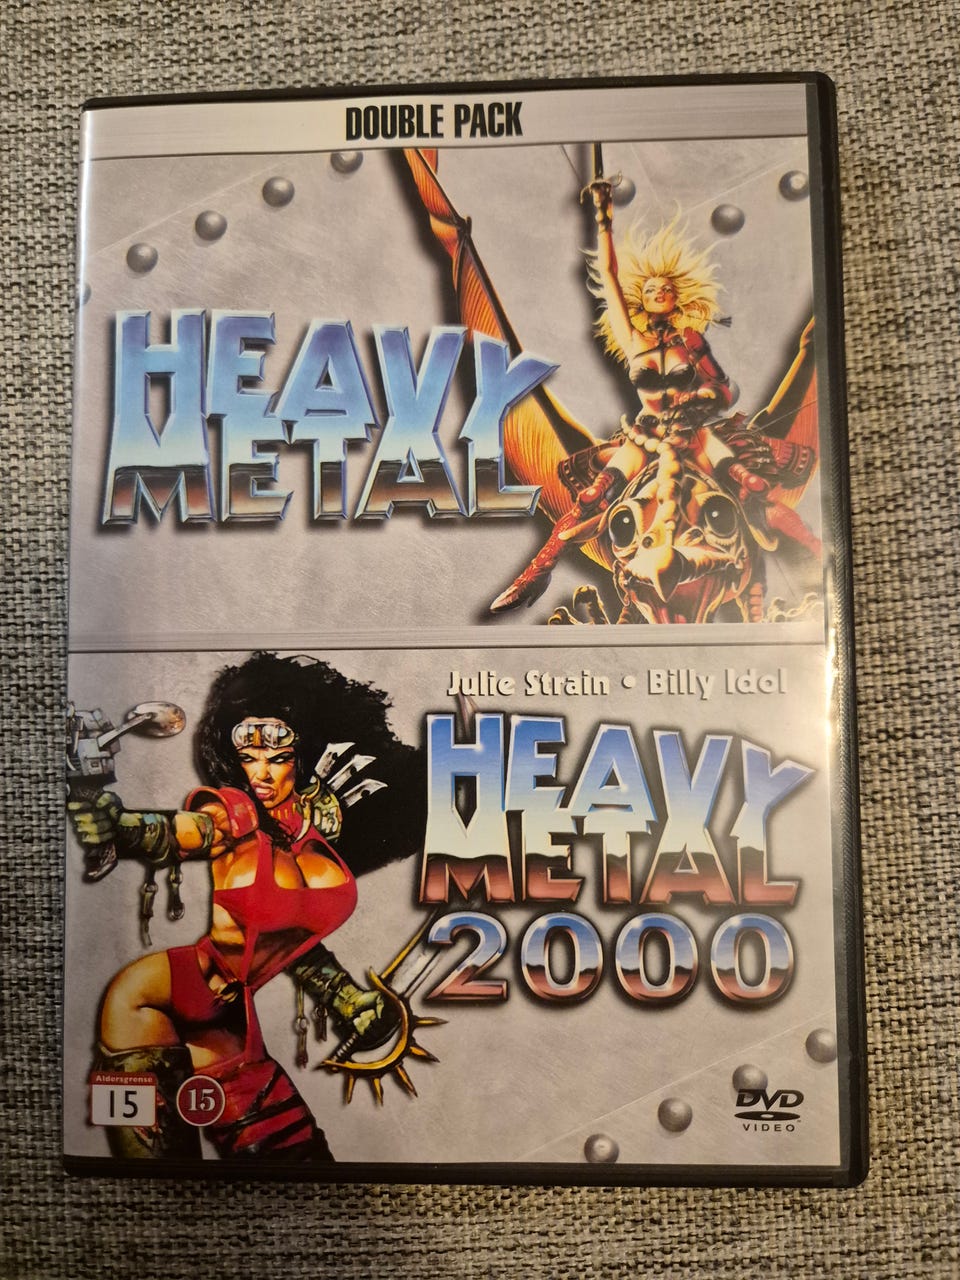 DOUBLE PACK
HEAVY
METAL
Julie Strain • Billy Idol
HEAVY
METAL
2000
Aldersgrense
15
15
DVD
VIDEO